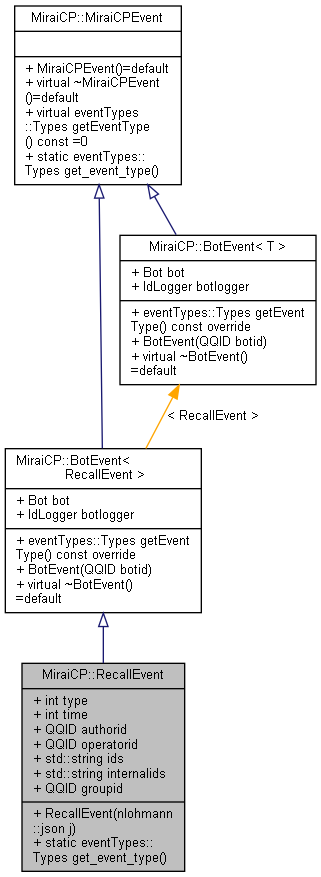 MiraiCP::MiraiCPEvent
+ MiraiCPEvent()=default
+ virtual ~MiraiCPEvent
()=default
+ virtual eventTypes
::Types getEventType
() const =0
+ static eventTypes::
Types get_event_type()
MiraiCP::BotEvent< T >
+ Bot bot
+ IdLogger botlogger
+ eventTypes::Types getEvent
Type() const override
+ BotEvent(QQID botid)
+ virtual ~BotEvent()
=default
< RecallEvent >
MiraiCP::BotEvent<
RecallEvent >
+ Bot bot
+ IdLogger botlogger
+ eventTypes::Types getEvent
Type() const override
+ BotEvent(QQID botid)
+ virtual ~BotEvent()
=default
MiraiCP::RecallEvent
+ int type
+ int time
+ QQID authorid
+ QQID operatorid
+ std::string ids
+ std::string internalids
+ QQID groupid
+ RecallEvent(nlohmann
::json j)
+ static eventTypes::
Types get_event_type()